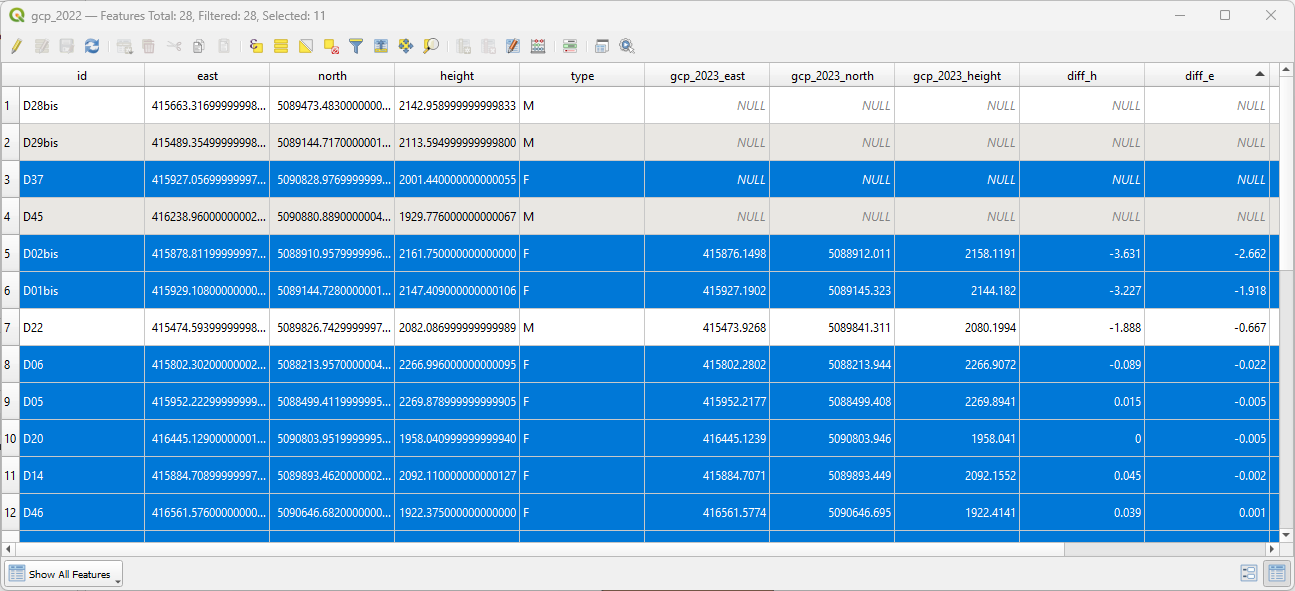 gcp_2022 — Features Total: 28, Filtered: 28, Selected: 11
id east north height type gcp_2023_east gcp_2023_north gcp_2023_height diff_h diff_e
1 D28bis 415663.31699999998... 5089473.4830000000... 2142.958999999999833 M NULL NULL NULL NULL NULL
2 D29bis 415489.35499999998... 5089144.7170000001... 2113.594999999999800 M NULL NULL NULL NULL NULL
3 D37 415927.05699999997... 5090828.9769999999... 2001.440000000000055 F NULL NULL NULL NULL NULL
4 D45 416238.96000000002... 5090880.8890000004... 1929.776000000000067 M NULL NULL NULL NULL NULL
5 D02bis 415878.81199999997... 5088910.9579999996... 2161.750000000000000 F 415876.1498 5088912.011 2158.1191 -3.631 -2.662
6 D01bis 415929.10800000000... 5089144.7280000001... 2147.409000000000106 F 415927.1902 5089145.323 2144.182 -3.227 -1.918
7 D22 415474.59399999998... 5089826.7429999997... 2082.086999999999989 M 415473.9268 5089841.311 2080.1994 -1.888 -0.667
8 D06 415802.30200000002... 5088213.9570000004... 2266.996000000000095 F 415802.2802 5088213.944 2266.9072 -0.089 -0.022
9 D05 415952.22299999999... 5088499.4119999995... 2269.878999999999905 F 415952.2177 5088499.408 2269.8941 0.015 -0.005
10 D20 416445.12900000001... 5090803.9519999995... 1958.040999999999940 F 416445.1239 5090803.946 1958.041 0 -0.005
11 D14 415884.70899999997... 5089893.4620000002... 2092.110000000000127 F 415884.7071 5089893.449 2092.1552 0.045 -0.002
12 D46 416561.57600000000... 5090646.6820000000... 1922.375000000000000 F 416561.5774 5090646.695 1922.4141 0.039 0.001
Show All Features